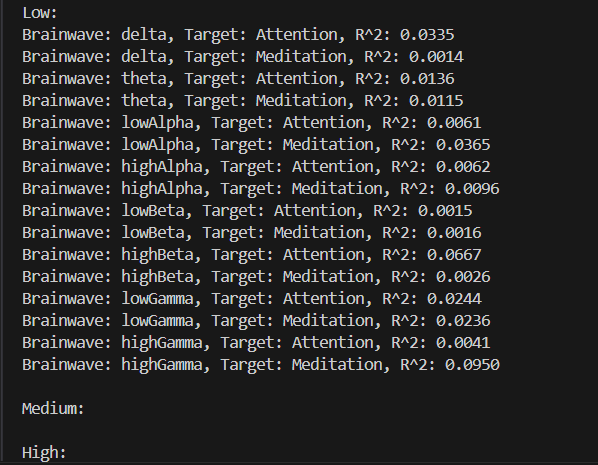 Low:
Brainwave: delta, Target: Attention, R^2: 0.0335
Brainwave: delta, Target: Meditation, R^2: 0.0014
Brainwave: theta, Target: Attention, R^2: 0.0136
Brainwave: theta, Target: Meditation, R^2: 0.0115
Brainwave: lowAlpha, Target: Attention, R^2: 0.0061
Brainwave: lowAlpha, Target: Meditation, R^2: 0.0365
Brainwave: highAlpha, Target: Attention, R^2: 0.0062
Brainwave: highAlpha, Target: Meditation, R^2: 0.0096
Brainwave: lowBeta, Target: Attention, R^2: 0.0015
Brainwave: lowBeta, Target: Meditation, R^2: 0.0016
Brainwave: highBeta, Target: Attention, R^2: 0.0667
Brainwave: highBeta, Target: Meditation, R^2: 0.0026
Brainwave: lowGamma, Target: Attention, R^2: 0.0244
Brainwave: lowGamma, Target: Meditation, R^2: 0.0236
Brainwave: highGamma, Target: Attention, R^2: 0.0041
Brainwave: highGamma, Target: Meditation, R^2: 0.0950
Medium:
High: